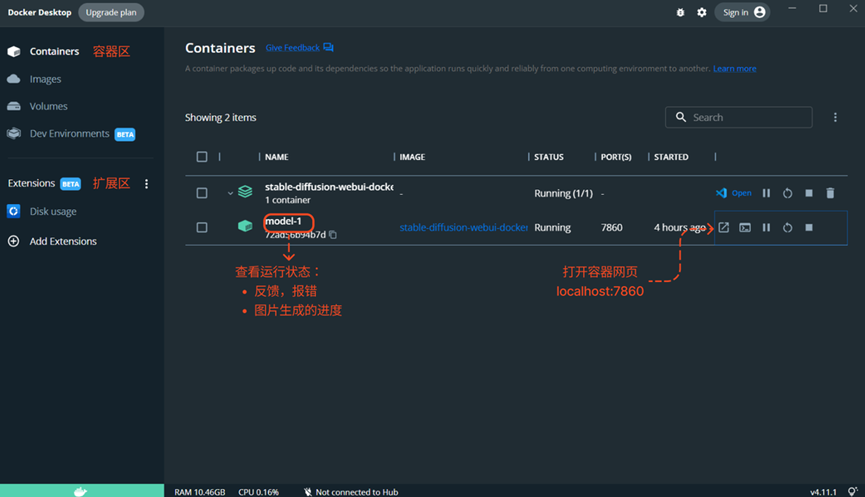 Docker Desktop Upgrade plan Sign in
Containers 容器区
Images
Volumes
Dev Environments BETA
Extensions BETA 扩展区
Disk usage
Add Extensions
Containers Give Feedback
A container packages up code and its dependencies so the application runs quickly and reliably from one computing environment to another. Learn more
Showing 2 items Search
NAME IMAGE STATUS PORT(S) STARTED
stable-diffusion-webui-docke - Running (1/1) - Open
1 container
model-1 stable-diffusion-webui-docker Running 7860 4 hours ago
查看运行状态：
• 反馈，报错
• 图片生成的进度
打开容器网页
localhost:7860
RAM 10.46GB CPU 0.16% Not connected to Hub v4.11.1